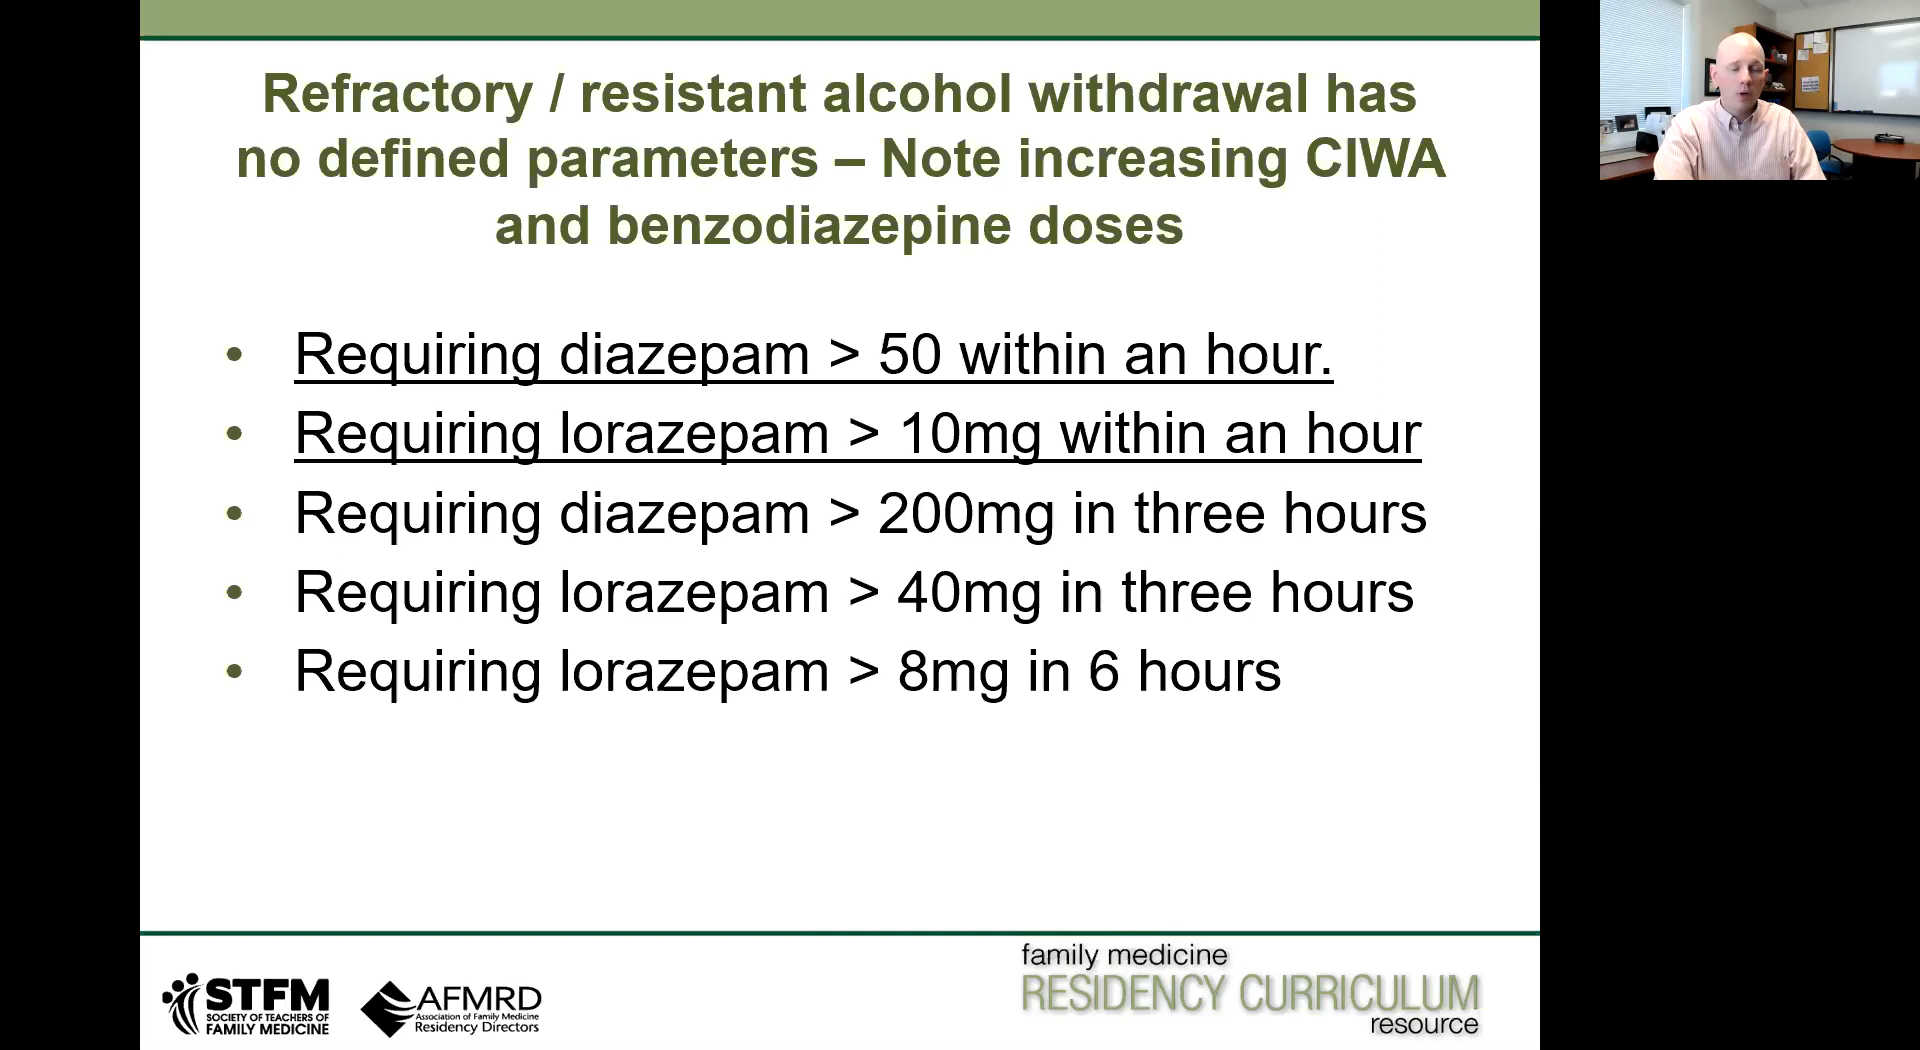 Refractory / resistant alcohol withdrawal has
no defined parameters – Note increasing CIWA
and benzodiazepine doses
• Requiring diazepam > 50 within an hour.
• Requiring lorazepam > 10mg within an hour
• Requiring diazepam > 200mg in three hours
• Requiring lorazepam > 40mg in three hours
• Requiring lorazepam > 8mg in 6 hours
STFM
SOCIETY OF TEACHERS OF
FAMILY MEDICINE
AFMRD
Association of Family Medicine
Residency Directors
family medicine
RESIDENCY CURRICULUM
resource